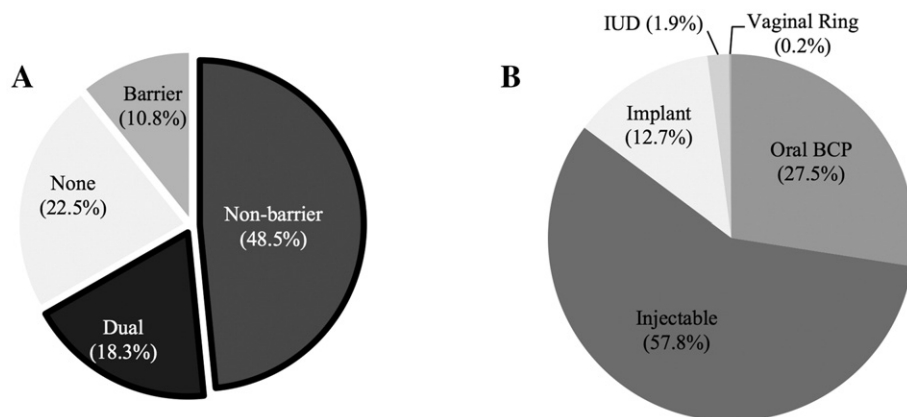 A
Barrier
(10.8%)
None
(22.5%)
Non-barrier
(48.5%)
Dual
(18.3%)
B
IUD (1.9%)
Vaginal Ring
(0.2%)
Implant
(12.7%)
Oral BCP
(27.5%)
Injectable
(57.8%)